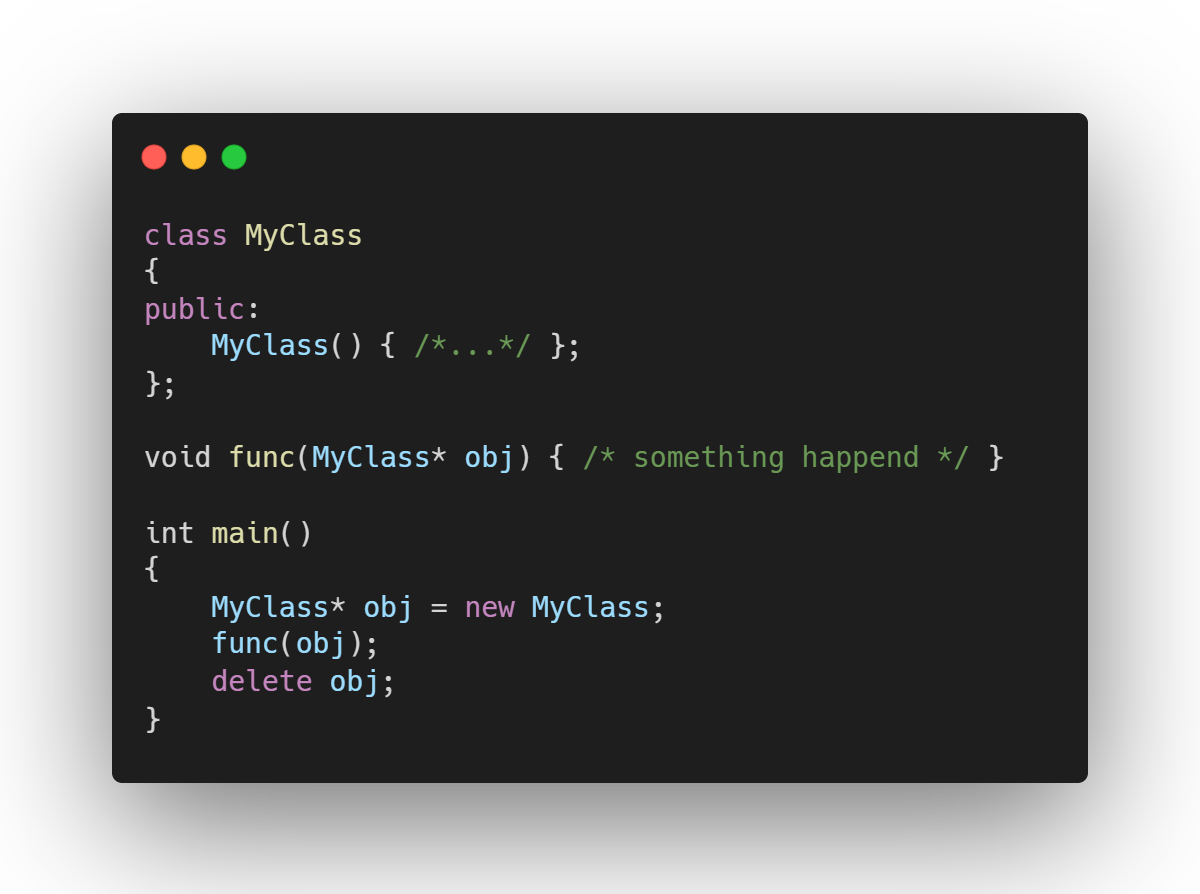 class MyClass
{
public:
    MyClass() { /*...*/ };
};

void func(MyClass* obj) { /* something happend */ }

int main()
{
    MyClass* obj = new MyClass;
    func(obj);
    delete obj;
}